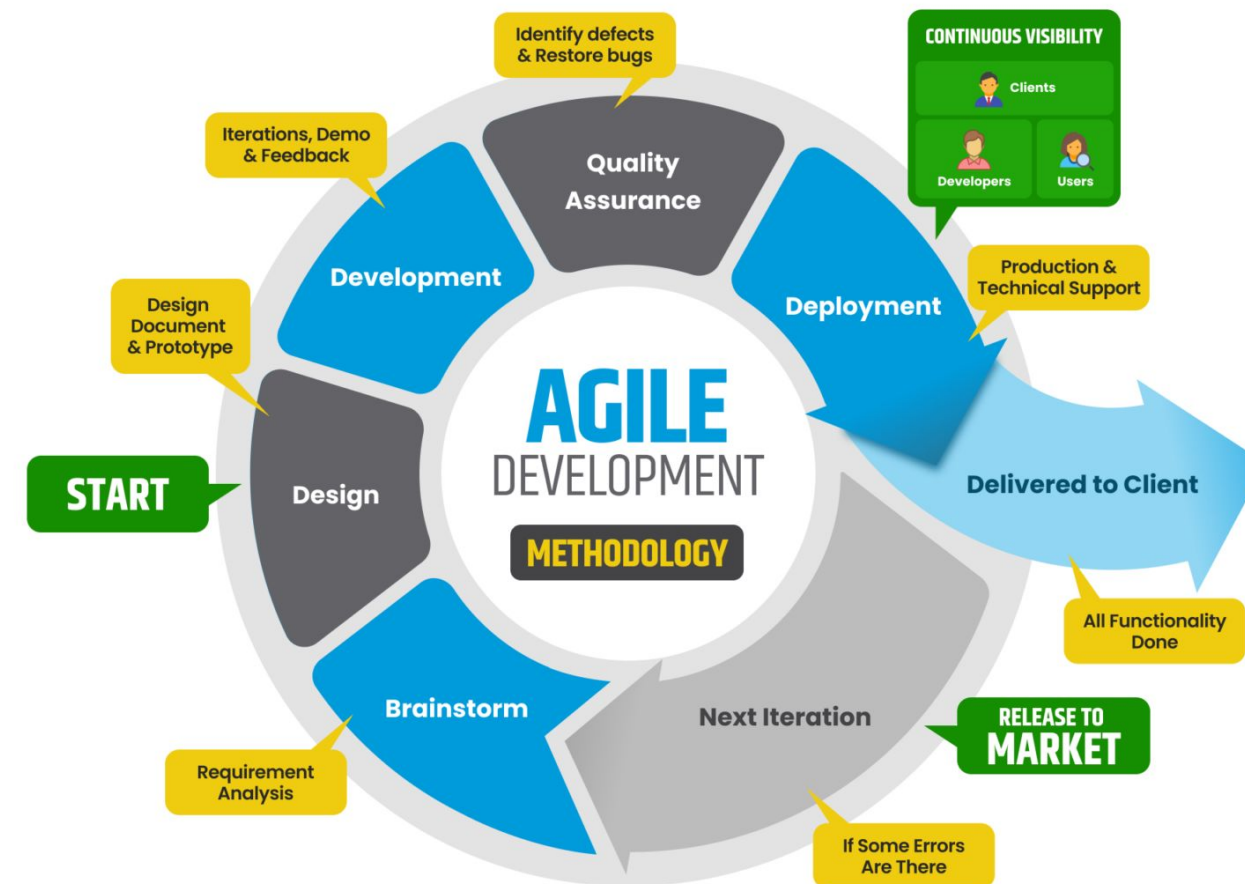 Identify defects
& Restore bugs
CONTINUOUS VISIBILITY
Clients
Developers
Users
Iterations, Demo
& Feedback
Quality
Assurance
Development
Deployment
Production &
Technical Support
Design
Document
& Prototype
AGILE
DEVELOPMENT
METHODOLOGY
START
Design
Delivered to Client
All Functionality
Done
Brainstorm
Next Iteration
RELEASE TO
MARKET
Requirement
Analysis
If Some Errors
Are There